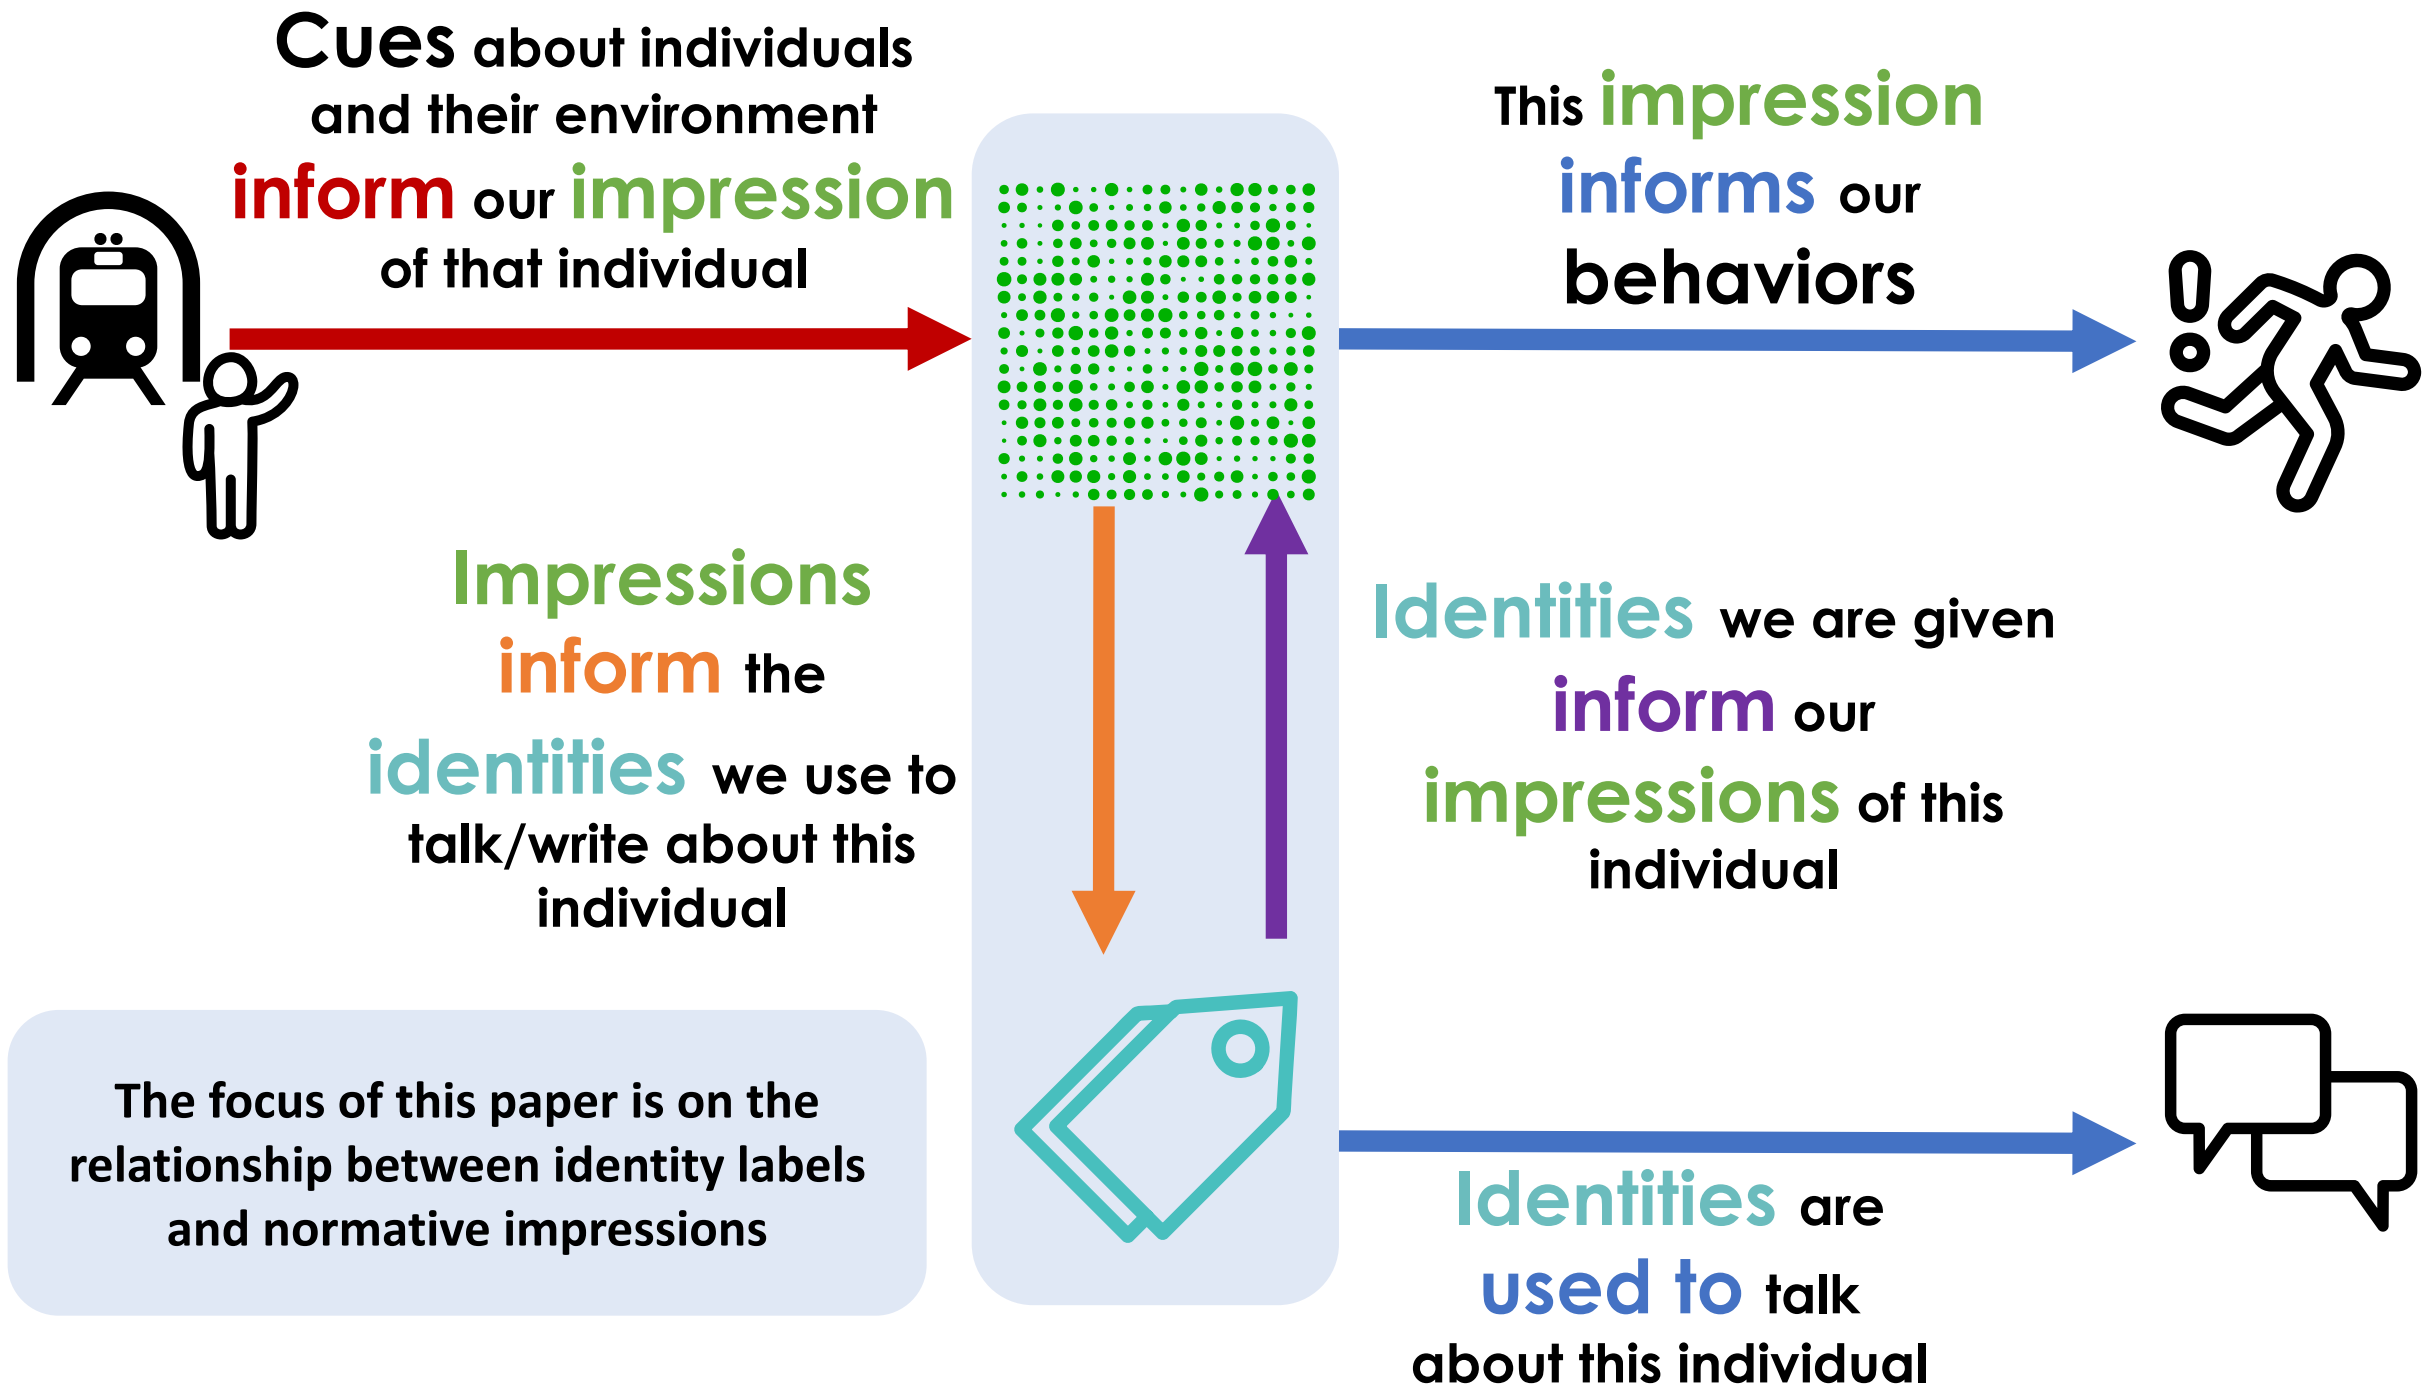 Cues about individuals
and their environment
inform our impression
of that individual
This impression
informs our
behaviors
Impressions
inform the
identities we use to
talk/write about this
individual
Identities we are given
inform our
impressions of this
individual
The focus of this paper is on the
relationship between identity labels
and normative impressions
Identities are
used to talk
about this individual